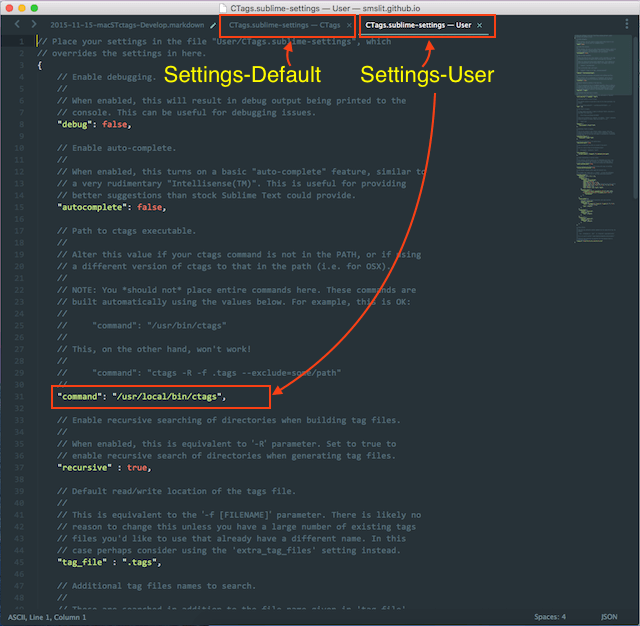 CTags.sublime-settings — User — smslit.github.io
2015-11-15-macSTctags-Develop.markdown
CTags.sublime-settings — CTags ×
CTags.sublime-settings — User ×
Settings-Default
Settings—User
1 // Place your settings in the file "User/CTags.sublime-settings", which
2 // overrides the settings in here.
3 {
4 // Enable debugging.
5 //
6 // When enabled, this will result in debug output being printed to the
7 // console. This can be useful for debugging issues.
8 "debug": false,
9
10 // Enable auto-complete.
11 //
12 // When enabled, this turns on a basic "auto-complete" feature, similar to
13 // a very rudimentary "Intellisense(TM)". This is useful for providing
14 // better suggestions than stock Sublime Text could provide.
15 "autocomplete": false,
16
17 // Path to ctags executable.
18 //
19 // Alter this value if your ctags command is not in the PATH, or if using
20 // a different version of ctags to that in the path (i.e. for OSX).
21 //
22 // NOTE: You *should not* place entire commands here. These commands are
23 // built automatically using the values below. For example, this is OK:
24 //
25 // "command": "/usr/bin/ctags"
26 //
27 // This, on the other hand, won't work!
28 //
29 // "command": "ctags -R -f .tags --exclude=some/path"
30 //
31 "command": "/usr/local/bin/ctags",
32
33 // Enable recursive searching of directories when building tag files.
34 //
35 // When enabled, this is equivalent to `-R` parameter. Set to true to
36 // enable recursive search of directories when generating tag files.
37 "recursive" : true,
38
39 // Default read/write location of the tags file.
40 //
41 // This is equivalent to the `-f [FILENAME]` parameter. There is likely no
42 // reason to change this unless you have a large number of existing tags
43 // files you'd like to use that already have a different name. In this
44 // case perhaps consider using the 'extra_tag_files' setting instead.
45 "tag_file" : ".tags",
46
47 // Additional tag files names to search.
48 //
ASCII, Line 1, Column 1
Spaces: 4
JSON